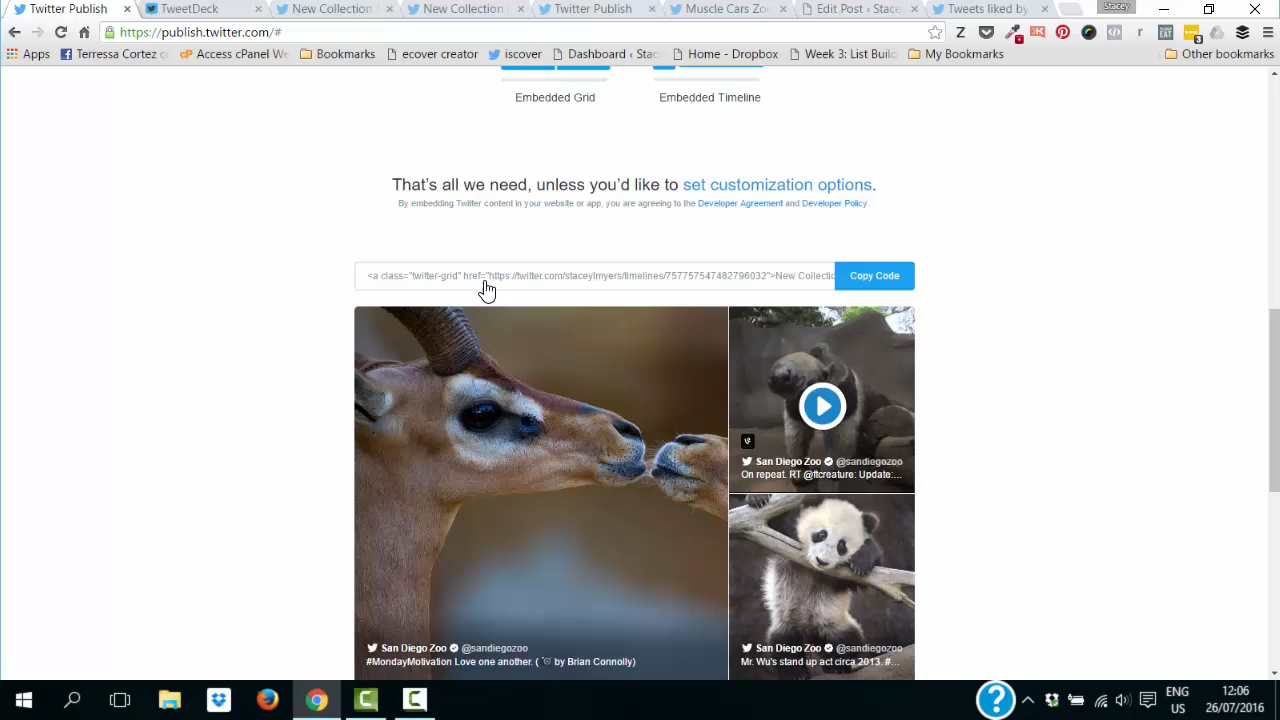 Twitter Publish
TweetDeck
New Collection
New Collection
Twitter Publish
Muscle Cars Zo
Edit Post ‹ Stace
Tweets liked by
Stacey
https://publish.twitter.com/#
Apps
Terressa Cortez c
Access cPanel We
Bookmarks
ecover creator
iscover
Dashboard ‹ Stac
Home - Dropbox
Week 3: List Build
My Bookmarks
Other bookmarks
Embedded Grid
Embedded Timeline
That's all we need, unless you'd like to set customization options.
By embedding Twitter content in your website or app, you are agreeing to the Developer Agreement and Developer Policy.
<a class="twitter-grid" href="https://twitter.com/staceylmyers/timelines/757757547482796032">New Collectic
Copy Code
San Diego Zoo @sandiegozoo
On repeat. RT @ftcreature: Update:...
San Diego Zoo @sandiegozoo
#MondayMotivation Love one another. ( by Brian Connolly)
San Diego Zoo @sandiegozoo
Mr. Wu's stand up act circa 2013. #...
ENG
US
12:06
26/07/2016